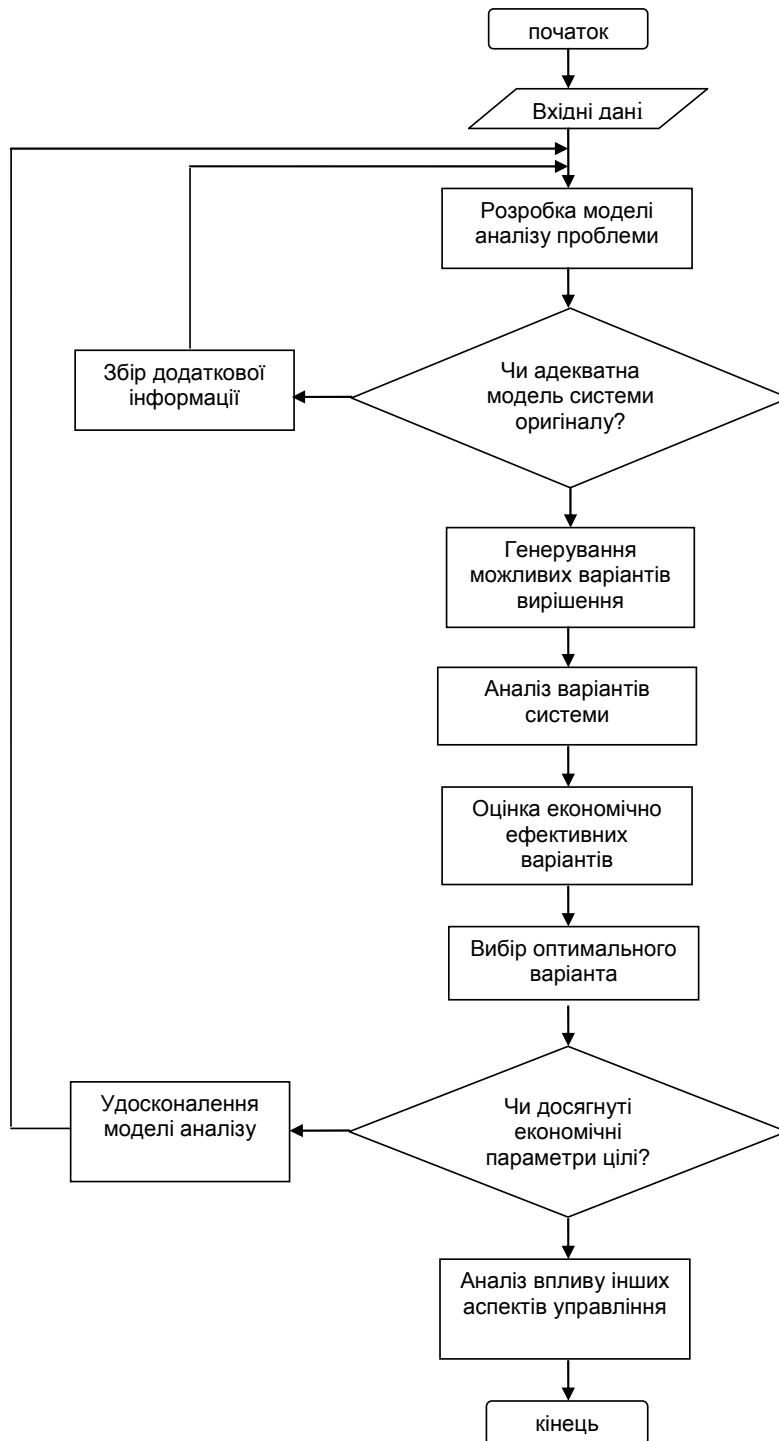 початок
Вхідні дані
Розробка моделі
аналізу проблеми
Чи адекватна
модель системи
оригіналу?
Збір додаткової
інформації
Генерування
можливих варіантів
вирішення
Аналіз варіантів
системи
Оцінка економічно
ефективних
варіантів
Вибір оптимального
варіанта
Чи досягнуті
економічні
параметри цілі?
Удосконалення
моделі аналізу
Аналіз впливу інших
аспектів управління
кінець